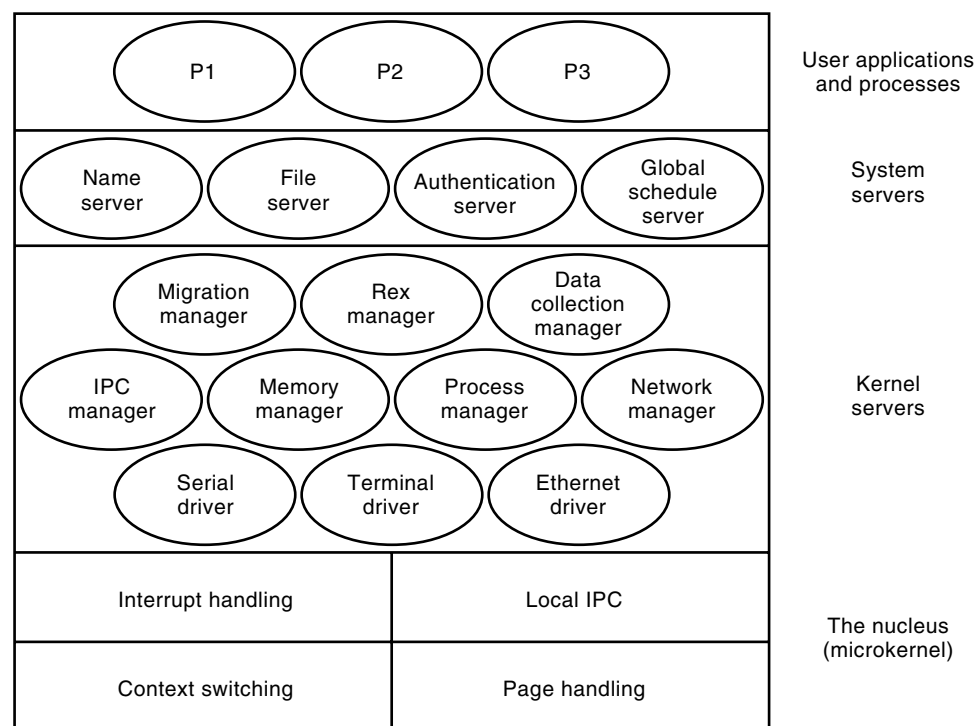 P1
P2
P3
User applications
and processes
Name
server
File
server
Authentication
server
Global
schedule
server
System
servers
Migration
manager
Rex
manager
Data
collection
manager
IPC
manager
Memory
manager
Process
manager
Network
manager
Kernel
servers
Serial
driver
Terminal
driver
Ethernet
driver
Interrupt handling
Local IPC
The nucleus
(microkernel)
Context switching
Page handling